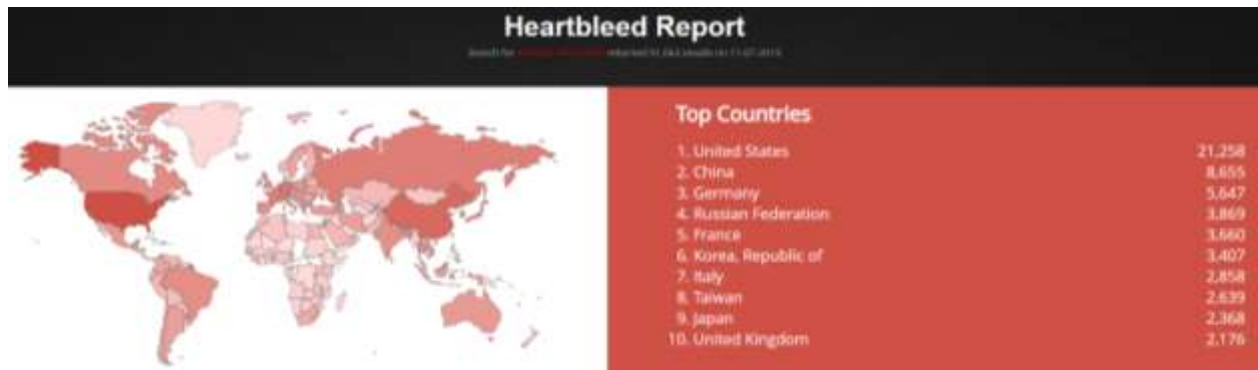 Heartbleed Report
Search for
Top Countries
1. United States 21,258
2. China 8,655
3. Germany 5,647
4. Russian Federation 3,869
5. France 3,660
6. Korea, Republic of 3,407
7. Italy 2,858
8. Taiwan 2,639
9. Japan 2,368
10. United Kingdom 2,176